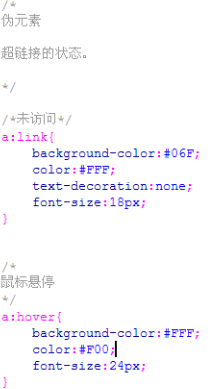 /*
伪元素
超链接的状态。
*/
/*未访问*/
a:link{
background-color:#06F;
color:#FFF;
text-decoration:none;
font-size:18px;
}
/*
鼠标悬停
*/
a:hover{
background-color:#FFF;
color:#F00;
font-size:24px;
}